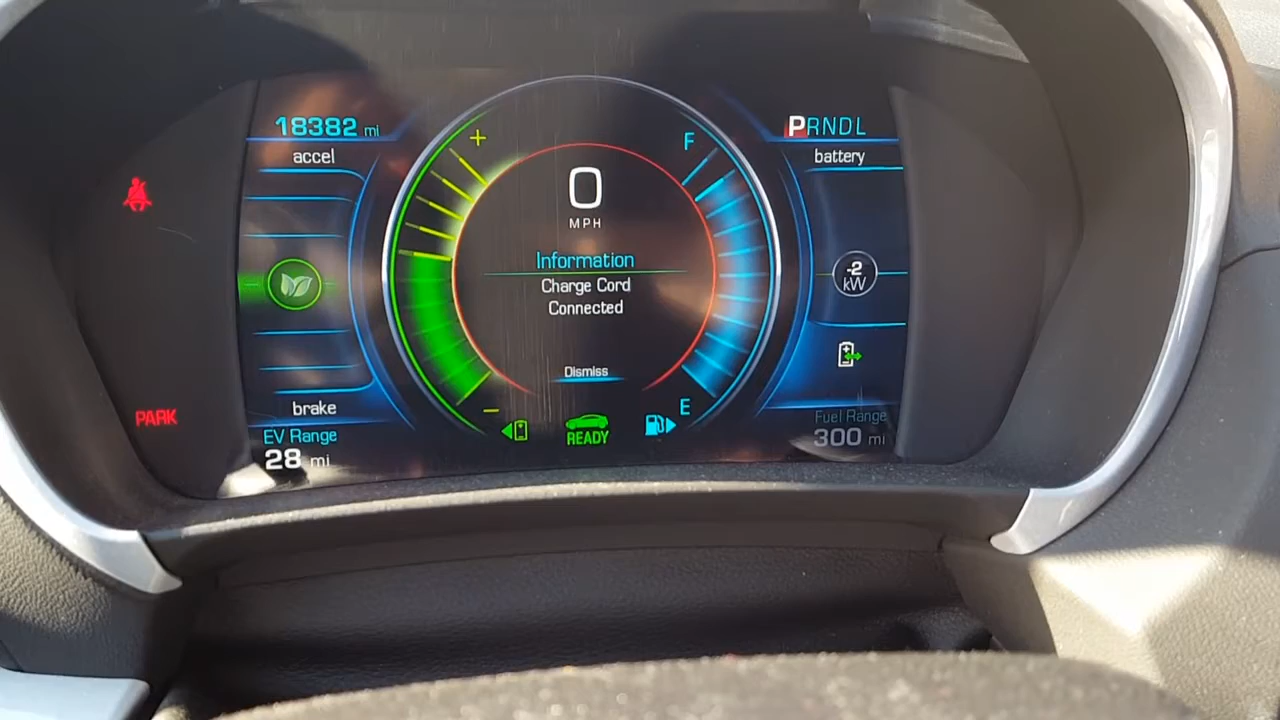 18382 mi
accel
PARK
brake
EV Range
28 mi
+
F
0
MPH
Information
Charge Cord
Connected
Dismiss
−
E
READY
PRNDL
battery
-2
kW
Fuel Range
300 mi